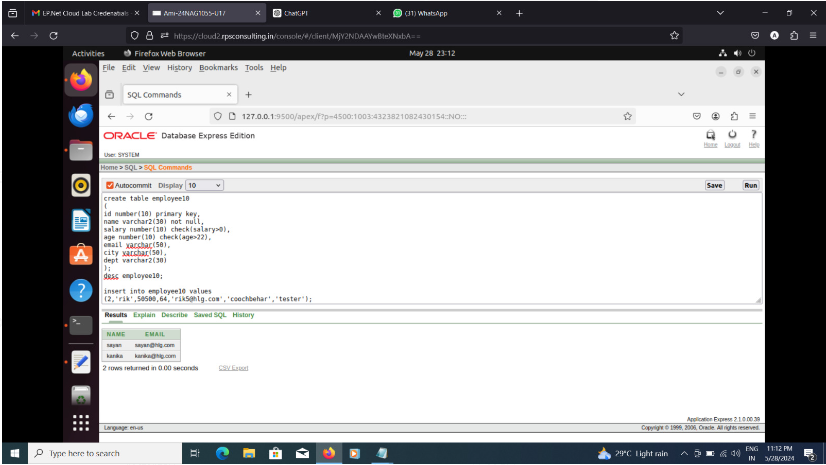 EP.Net Cloud Lab Credenatials
Ami-24NAG1055-U17
ChatGPT
(31) WhatsApp
https://cloud2.rpsconsulting.in/console/#/client/MjY2NDAAYwBteXNxbA==
Activities
Firefox Web Browser
May 28 23:12
File Edit View History Bookmarks Tools Help
SQL Commands
127.0.0.1:9500/apex/f?p=4500:1003:4323821082430154::NO:::
ORACLE Database Express Edition
Home Logout Help
User: SYSTEM
Home > SQL > SQL Commands
Autocommit Display 10 Save Run
create table employee10
(
id number(10) primary key,
name varchar2(30) not null,
salary number(10) check(salary>0),
age number(10) check(age>22),
email varchar(50),
city varchar(50),
dept varchar2(30)
);
desc employee10;
insert into employee10 values
(2,'rik',50500,64,'rik5@hlg.com','coochbehar','tester');
Results Explain Describe Saved SQL History
NAME EMAIL
sayan sayan@hlg.com
kanika kanika@hlg.com
2 rows returned in 0.00 seconds CSV Export
Application Express 2.1.0.00.39
Language: en-us Copyright © 1999, 2006, Oracle. All rights reserved.
Type here to search
29°C Light rain
ENG
IN
11:12 PM
5/28/2024
2